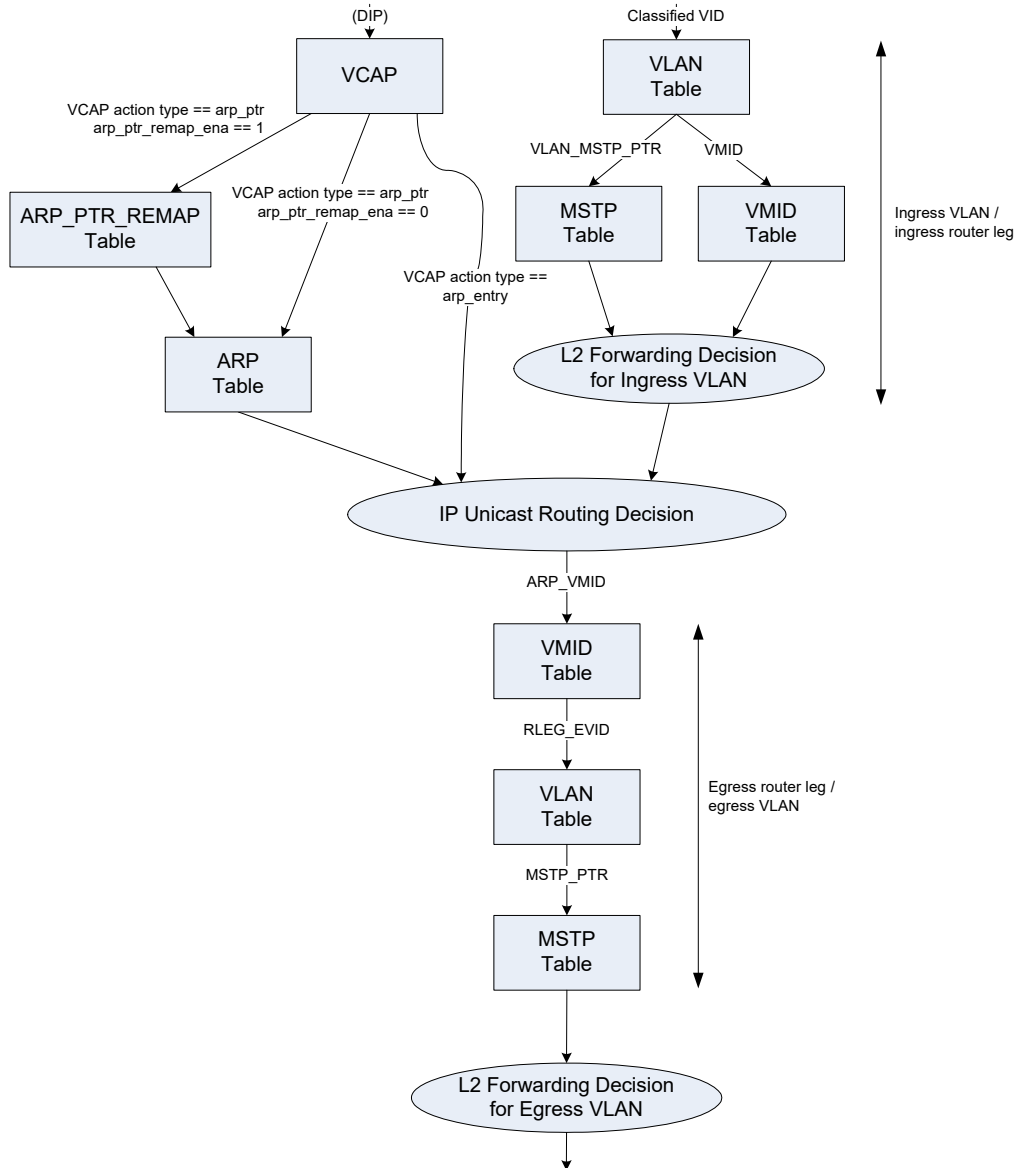 (DIP)
Classified VID
VCAP
VLAN
Table
VCAP action type == arp_ptr
arp_ptr_remap_ena == 1
VLAN_MSTP_PTR
VMID
VCAP action type == arp_ptr
arp_ptr_remap_ena == 0
ARP_PTR_REMAP
Table
MSTP
Table
VMID
Table
Ingress VLAN /
ingress router leg
VCAP action type ==
arp_entry
ARP
Table
L2 Forwarding Decision
for Ingress VLAN
IP Unicast Routing Decision
ARP_VMID
VMID
Table
RLEG_EVID
VLAN
Table
Egress router leg /
egress VLAN
MSTP_PTR
MSTP
Table
L2 Forwarding Decision
for Egress VLAN